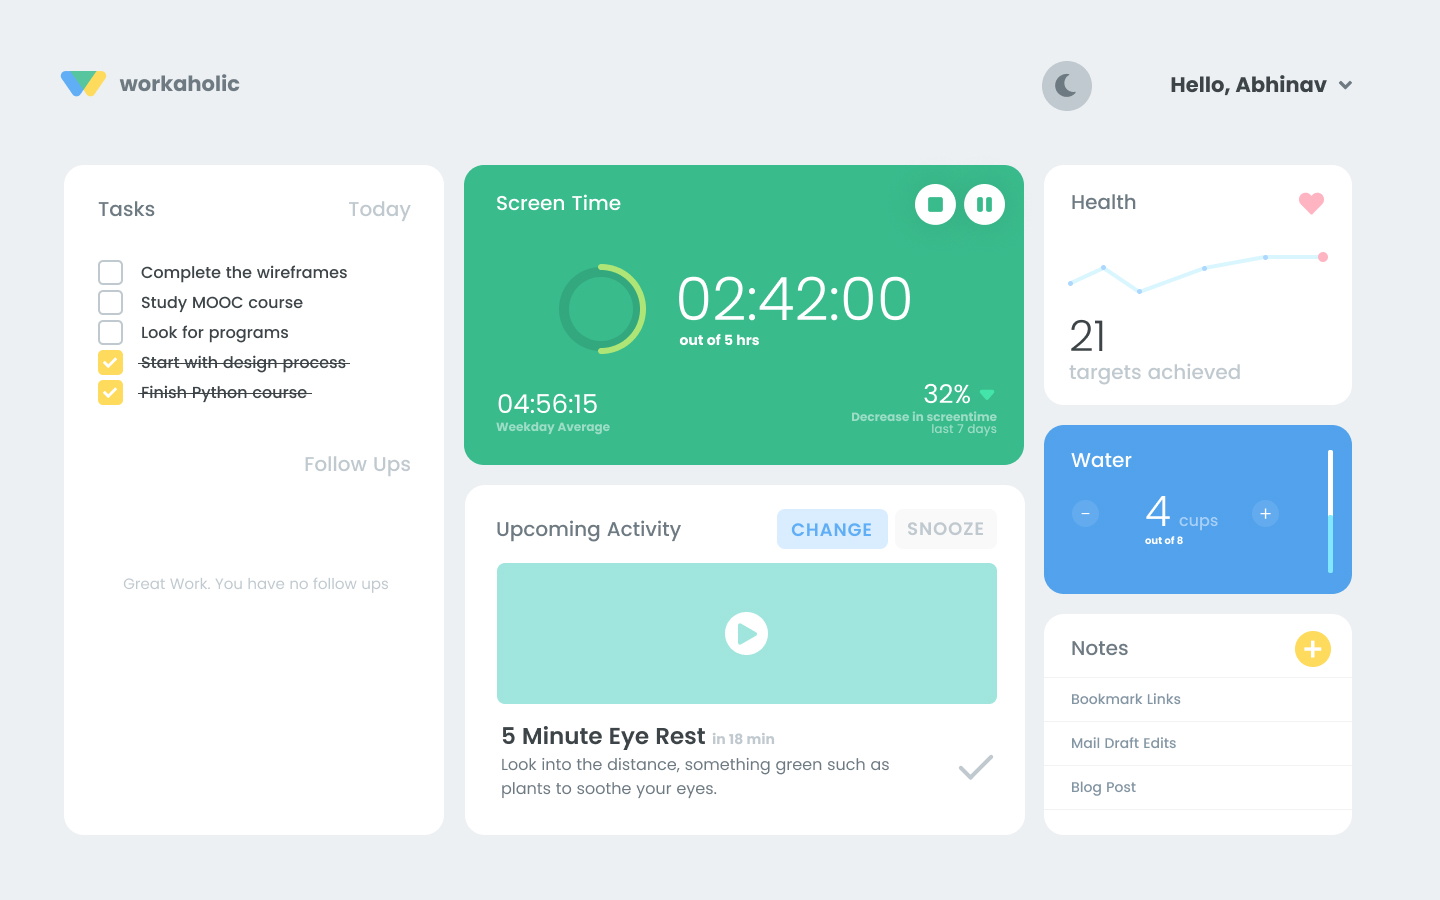 workaholic
Hello, Abhinav
Tasks
Today
Complete the wireframes
Study MOOC course
Look for programs
Start with design process
Finish Python course
Follow Ups
Great Work. You have no follow ups
Screen Time
02:42:00
out of 5 hrs
04:56:15
Weekday Average
32%
Decrease in screentime
last 7 days
Upcoming Activity
CHANGE
SNOOZE
5 Minute Eye Rest in 18 min
Look into the distance, something green such as
plants to soothe your eyes.
Health
21
targets achieved
Water
− 4 cups +
out of 8
Notes
Bookmark Links
Mail Draft Edits
Blog Post